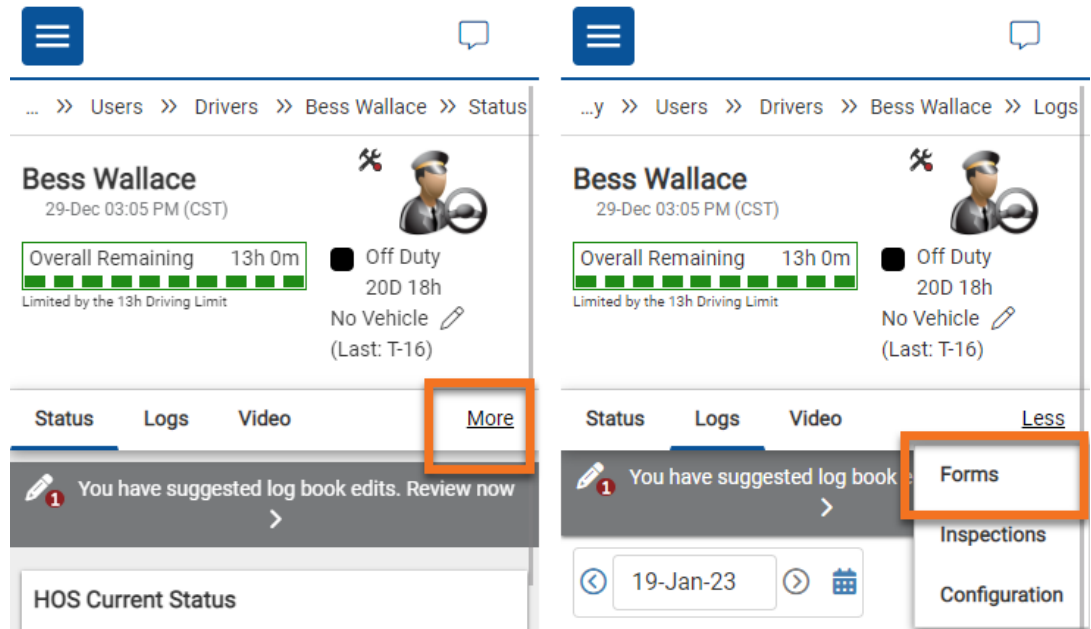 ... >> Users >> Drivers >> Bess Wallace >> Status
Bess Wallace
29-Dec 03:05 PM (CST)
Overall Remaining 13h 0m
Limited by the 13h Driving Limit
Off Duty
20D 18h
No Vehicle
(Last: T-16)
Status Logs Video More
1
You have suggested log book edits. Review now
>
HOS Current Status
...y >> Users >> Drivers >> Bess Wallace >> Logs
Bess Wallace
29-Dec 03:05 PM (CST)
Overall Remaining 13h 0m
Limited by the 13h Driving Limit
Off Duty
20D 18h
No Vehicle
(Last: T-16)
Status Logs Video Less
1
You have suggested log book e
>
Forms
Inspections
Configuration
19-Jan-23